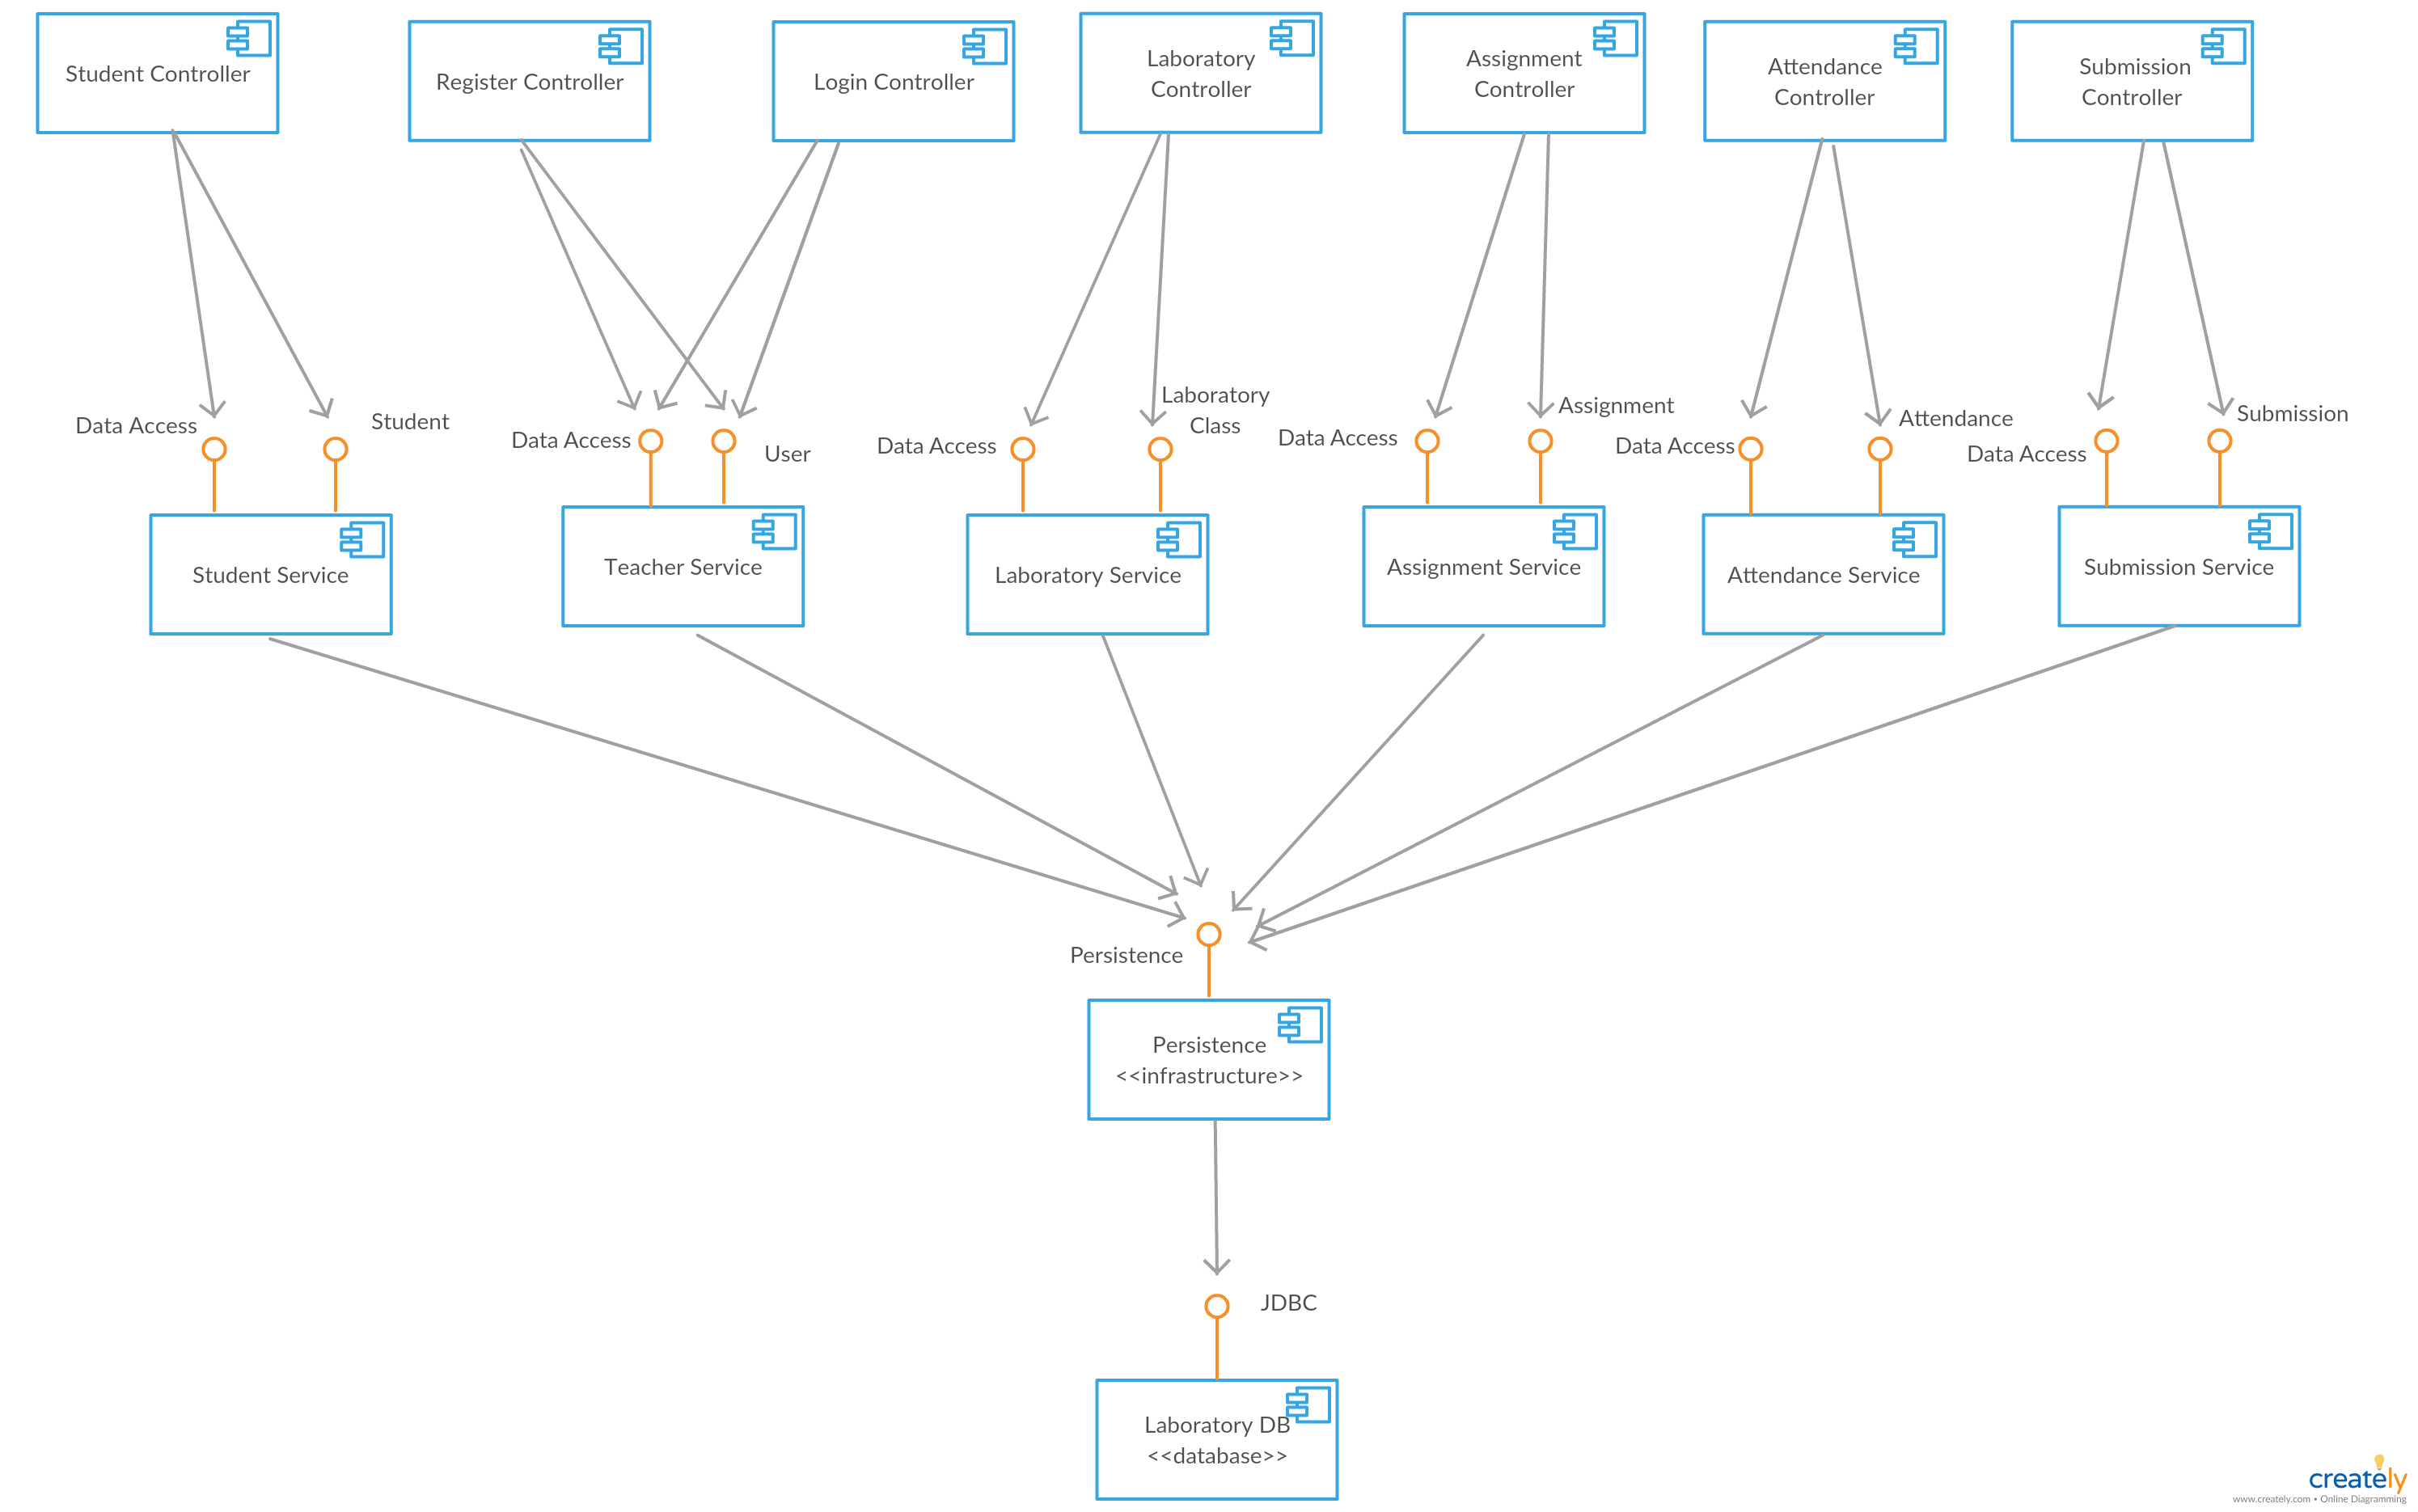 Student Controller
Register Controller
Login Controller
Laboratory
Controller
Assignment
Controller
Attendance
Controller
Submission
Controller
Data Access
Student
Data Access
User
Data Access
Laboratory
Class
Data Access
Assignment
Data Access
Attendance
Data Access
Submission
Student Service
Teacher Service
Laboratory Service
Assignment Service
Attendance Service
Submission Service
Persistence
Persistence
<<infrastructure>>
JDBC
Laboratory DB
<<database>>
creately
www.creately.com • Online Diagramming